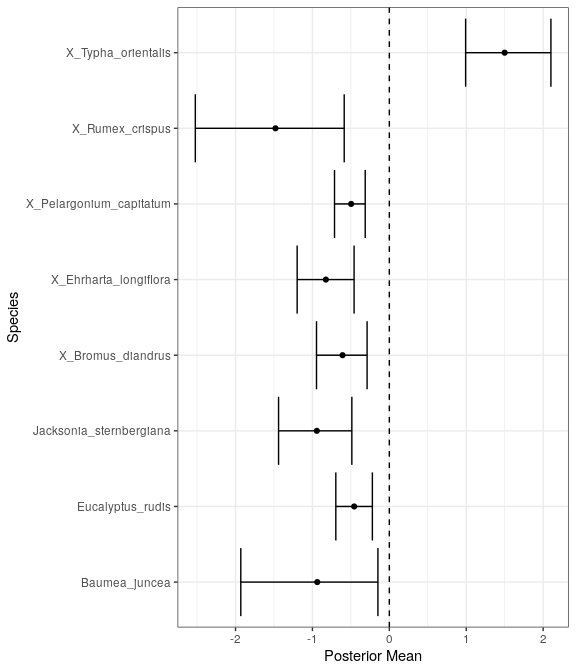 X_Typha_orientalis
X_Rumex_crispus
X_Pelargonium_capitatum
X_Ehrharta_longiflora
X_Bromus_diandrus
Jacksonia_sternbergiana
Eucalyptus_rudis
Baumea_juncea
Species
-2 -1 0 1 2
Posterior Mean